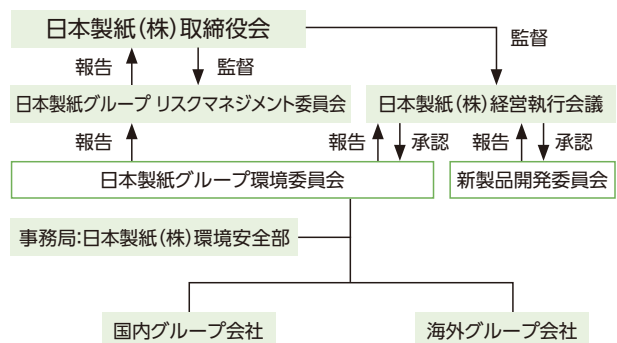 日本製紙(株)取締役会
監督
報告
監督
日本製紙グループ リスクマネジメント委員会
日本製紙(株)経営執行会議
報告
報告
承認
報告
承認
日本製紙グループ環境委員会
新製品開発委員会
事務局:日本製紙(株)環境安全部
国内グループ会社
海外グループ会社